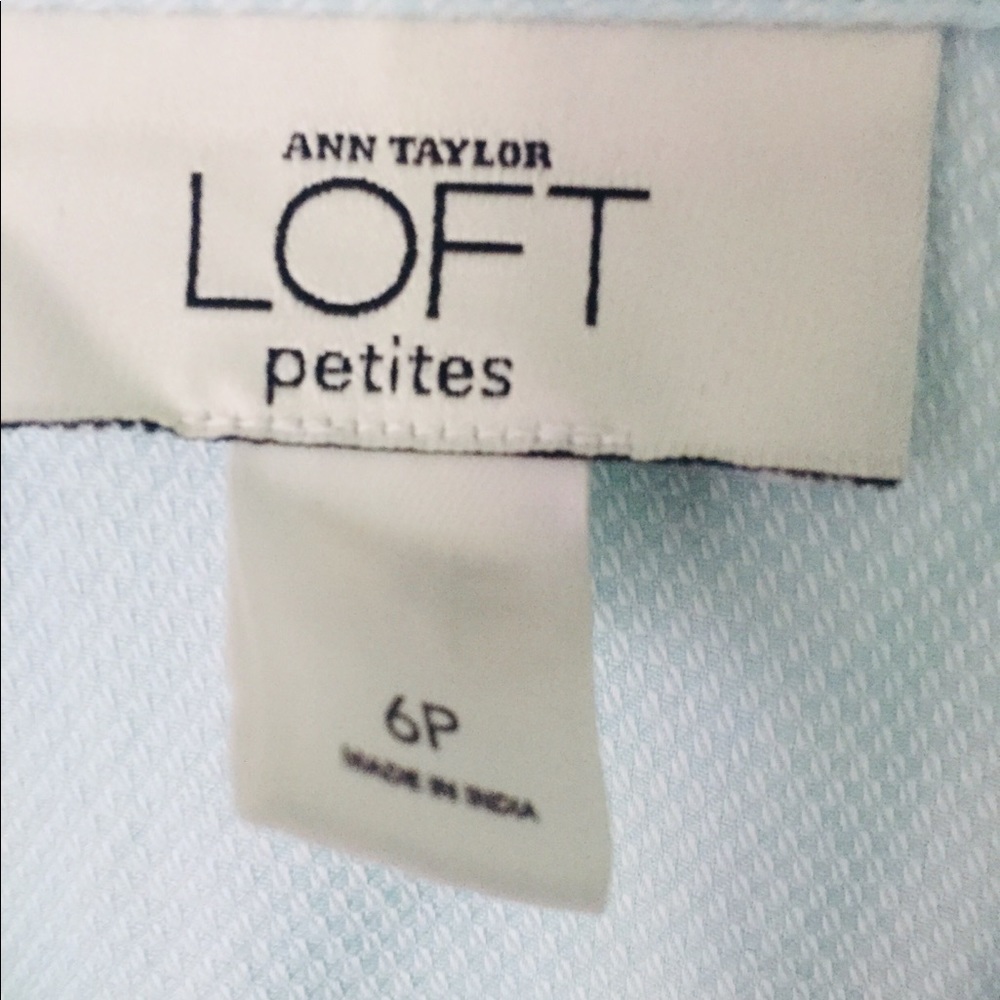 ANN TAYLOR
LOFT
petites
6P
MADE IN INDIA